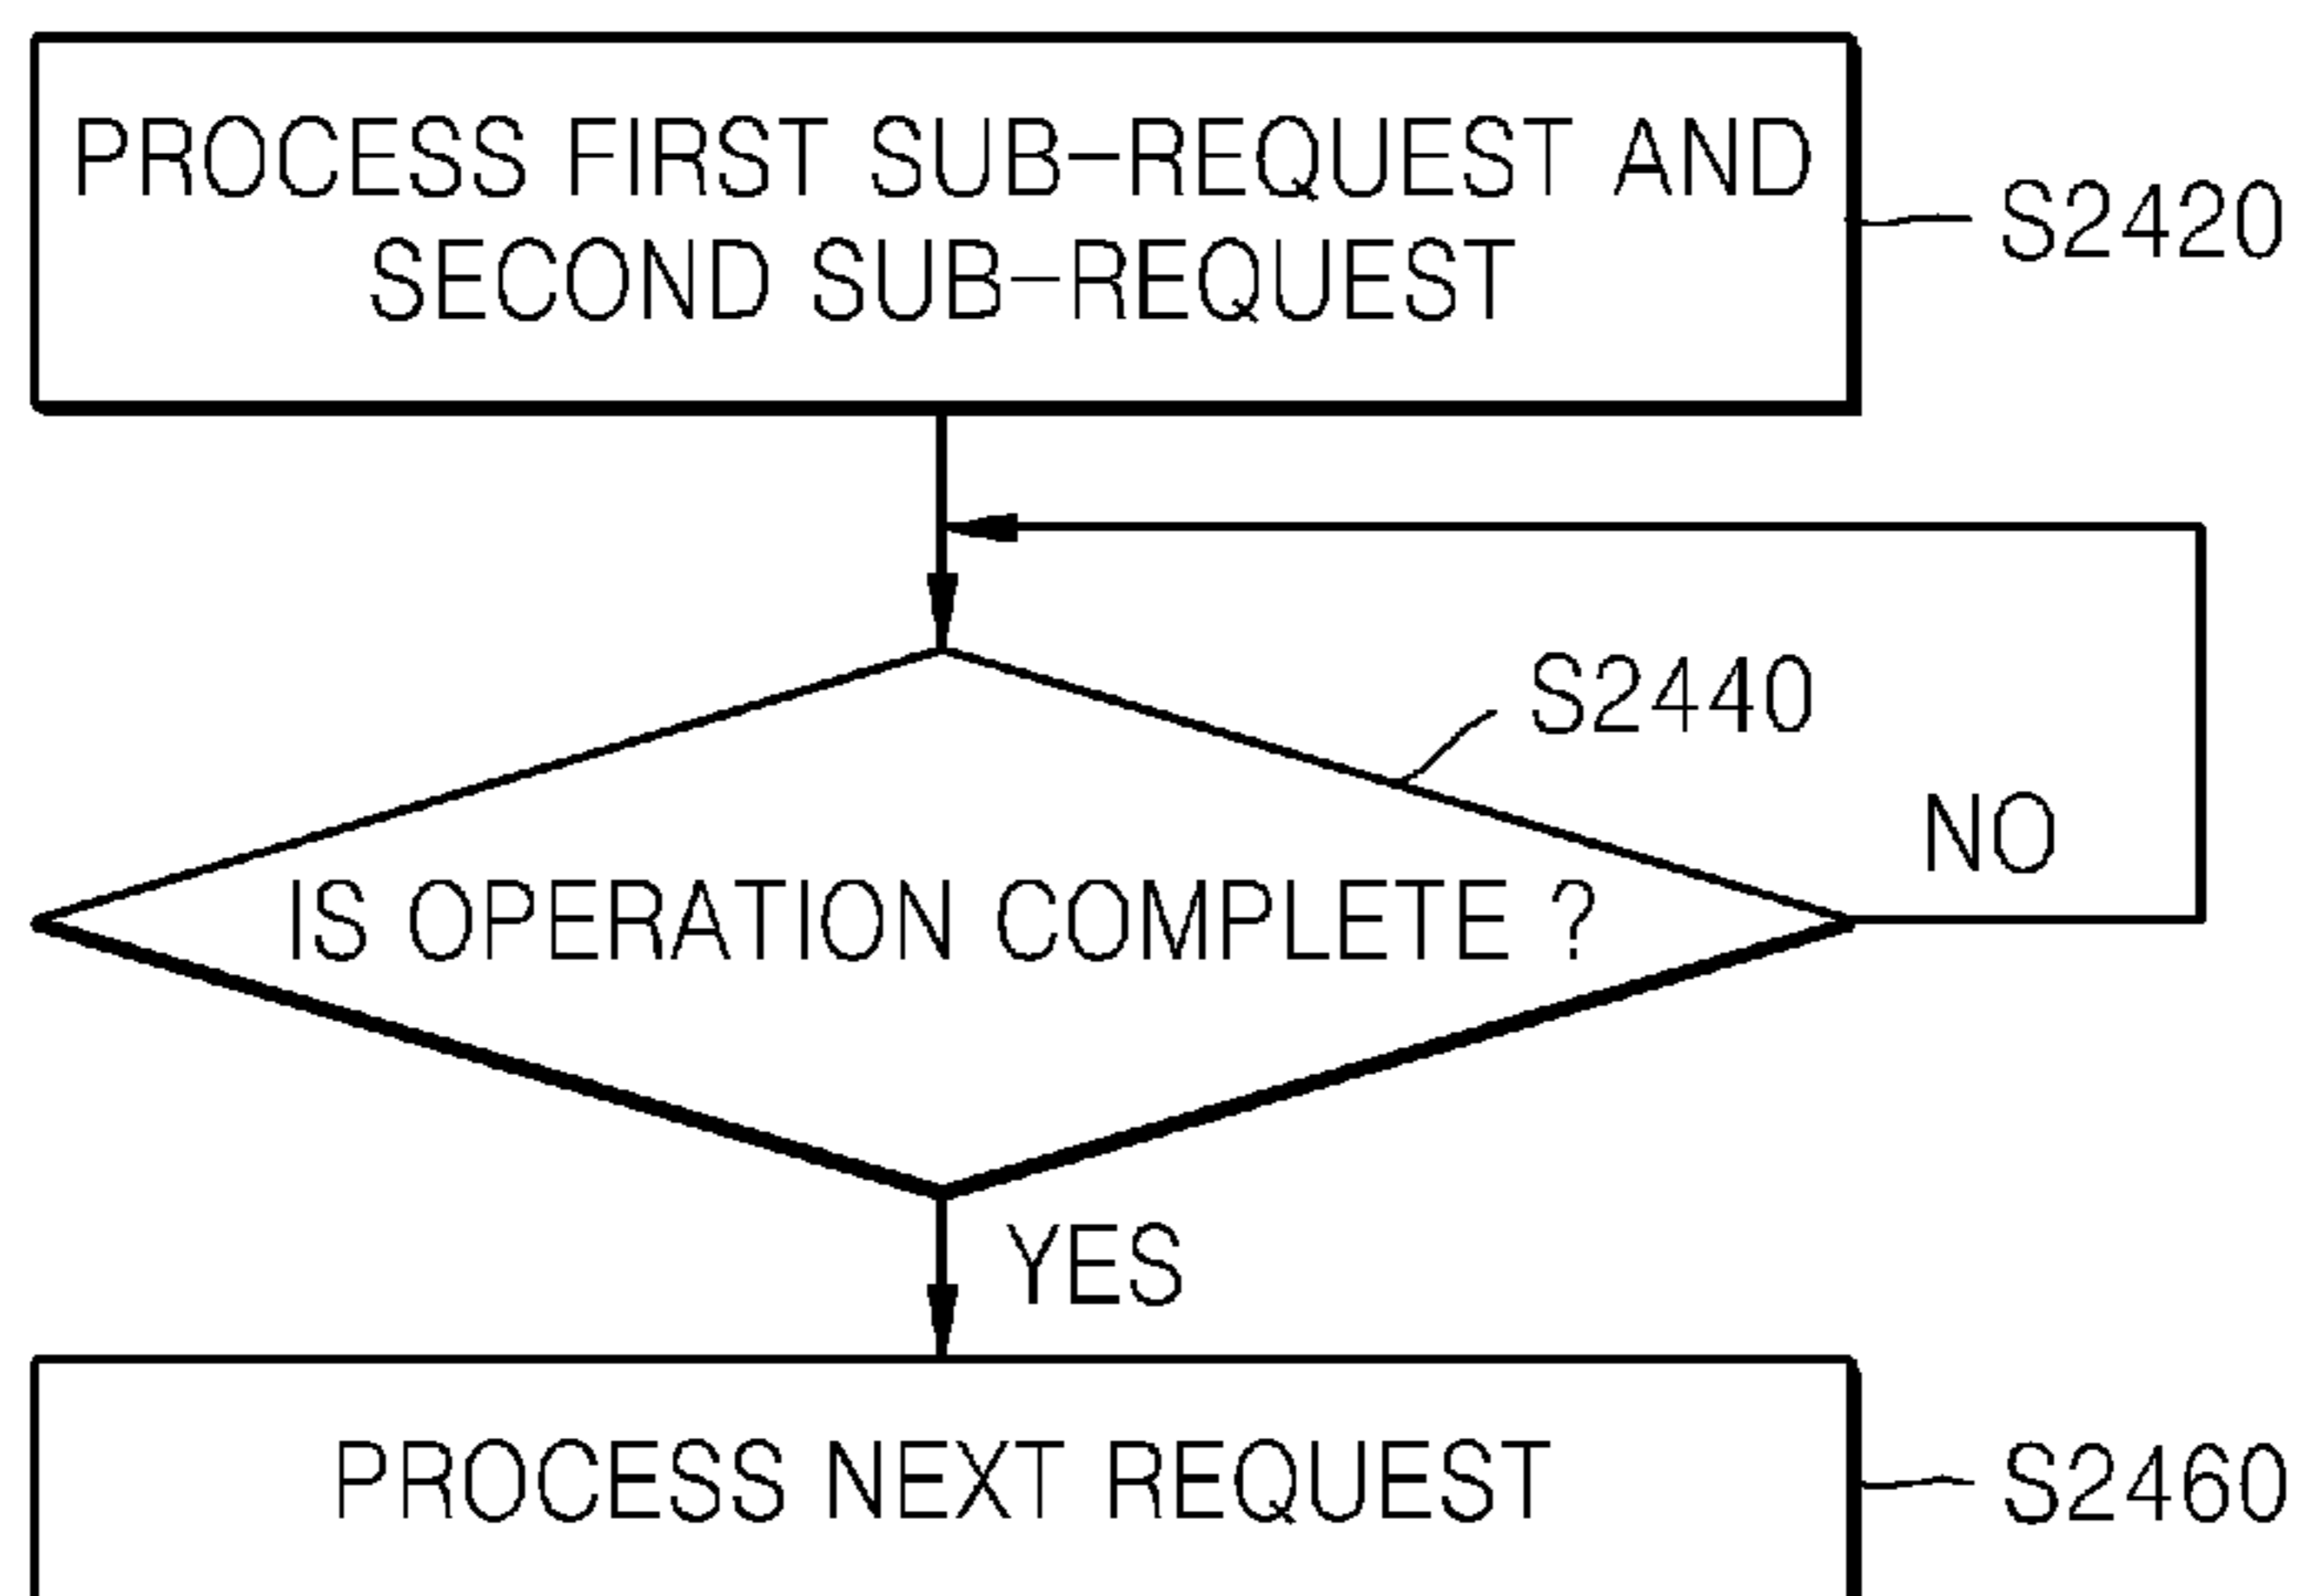 PROCESS FIRST SUB-REQUEST AND
SECOND SUB-REQUEST
S2420
S2440
NO
IS OPERATION COMPLETE ?
YES
PROCESS NEXT REQUEST
S2460